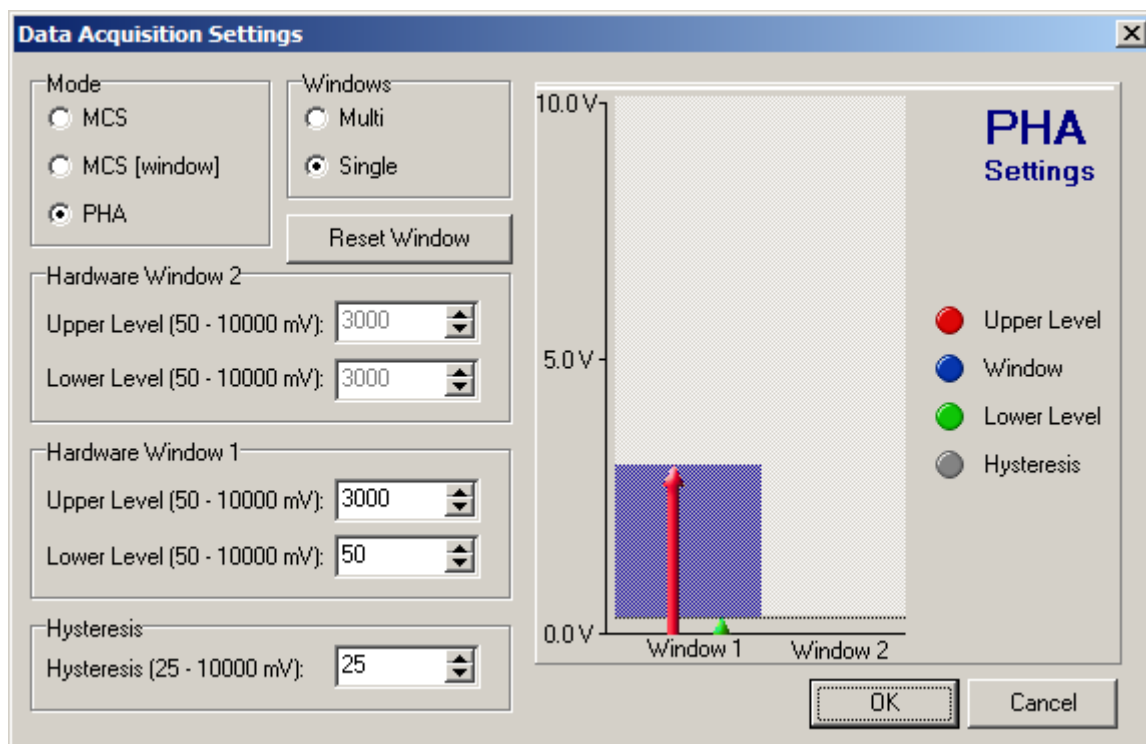 Data Acquisition Settings
Mode
MCS
MCS [window]
PHA
Windows
Multi
Single
Reset Window
Hardware Window 2
Upper Level (50 - 10000 mV): 3000
Lower Level (50 - 10000 mV): 3000
Hardware Window 1
Upper Level (50 - 10000 mV): 3000
Lower Level (50 - 10000 mV): 50
Hysteresis
Hysteresis (25 - 10000 mV): 25
10.0 V
5.0 V
0.0 V
Window 1
Window 2
PHA
Settings
Upper Level
Window
Lower Level
Hysteresis
OK
Cancel